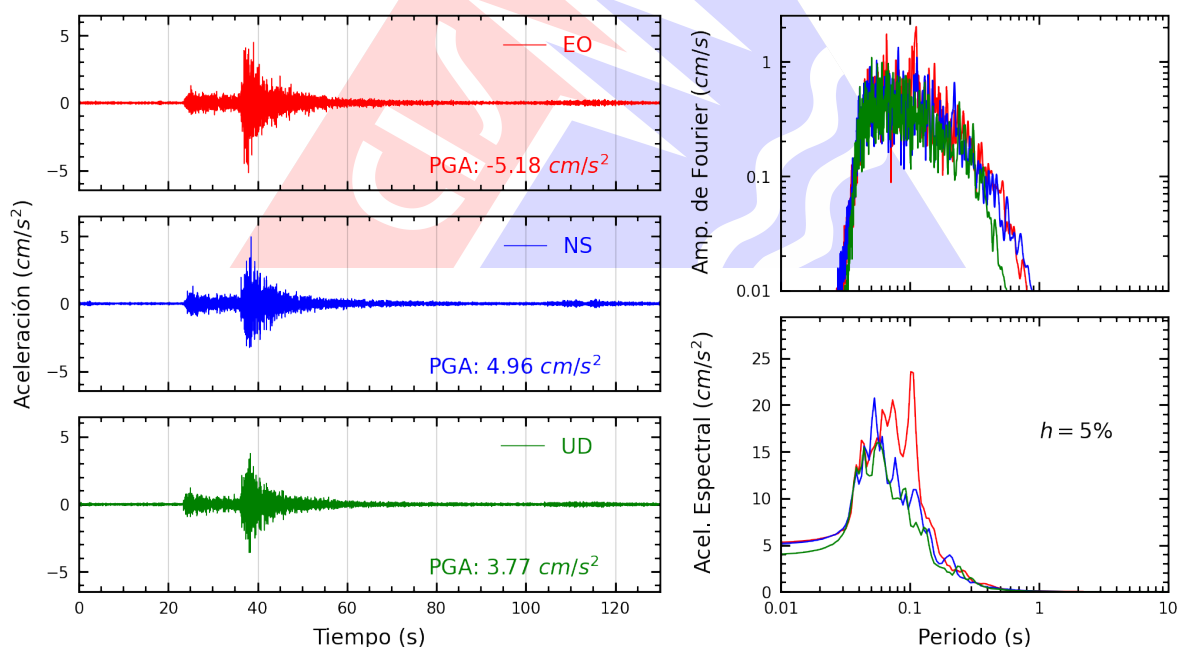 Aceleración (cm/s²)
5
0
−5
EO
PGA: -5.18 cm/s²
5
0
−5
NS
PGA: 4.96 cm/s²
5
0
−5
UD
PGA: 3.77 cm/s²
0 20 40 60 80 100 120
Tiempo (s)
Amp. de Fourier (cm/s)
1
0.1
0.01
Acel. Espectral (cm/s²)
25
20
15
10
5
0
h = 5%
0.01 0.1 1 10
Periodo (s)